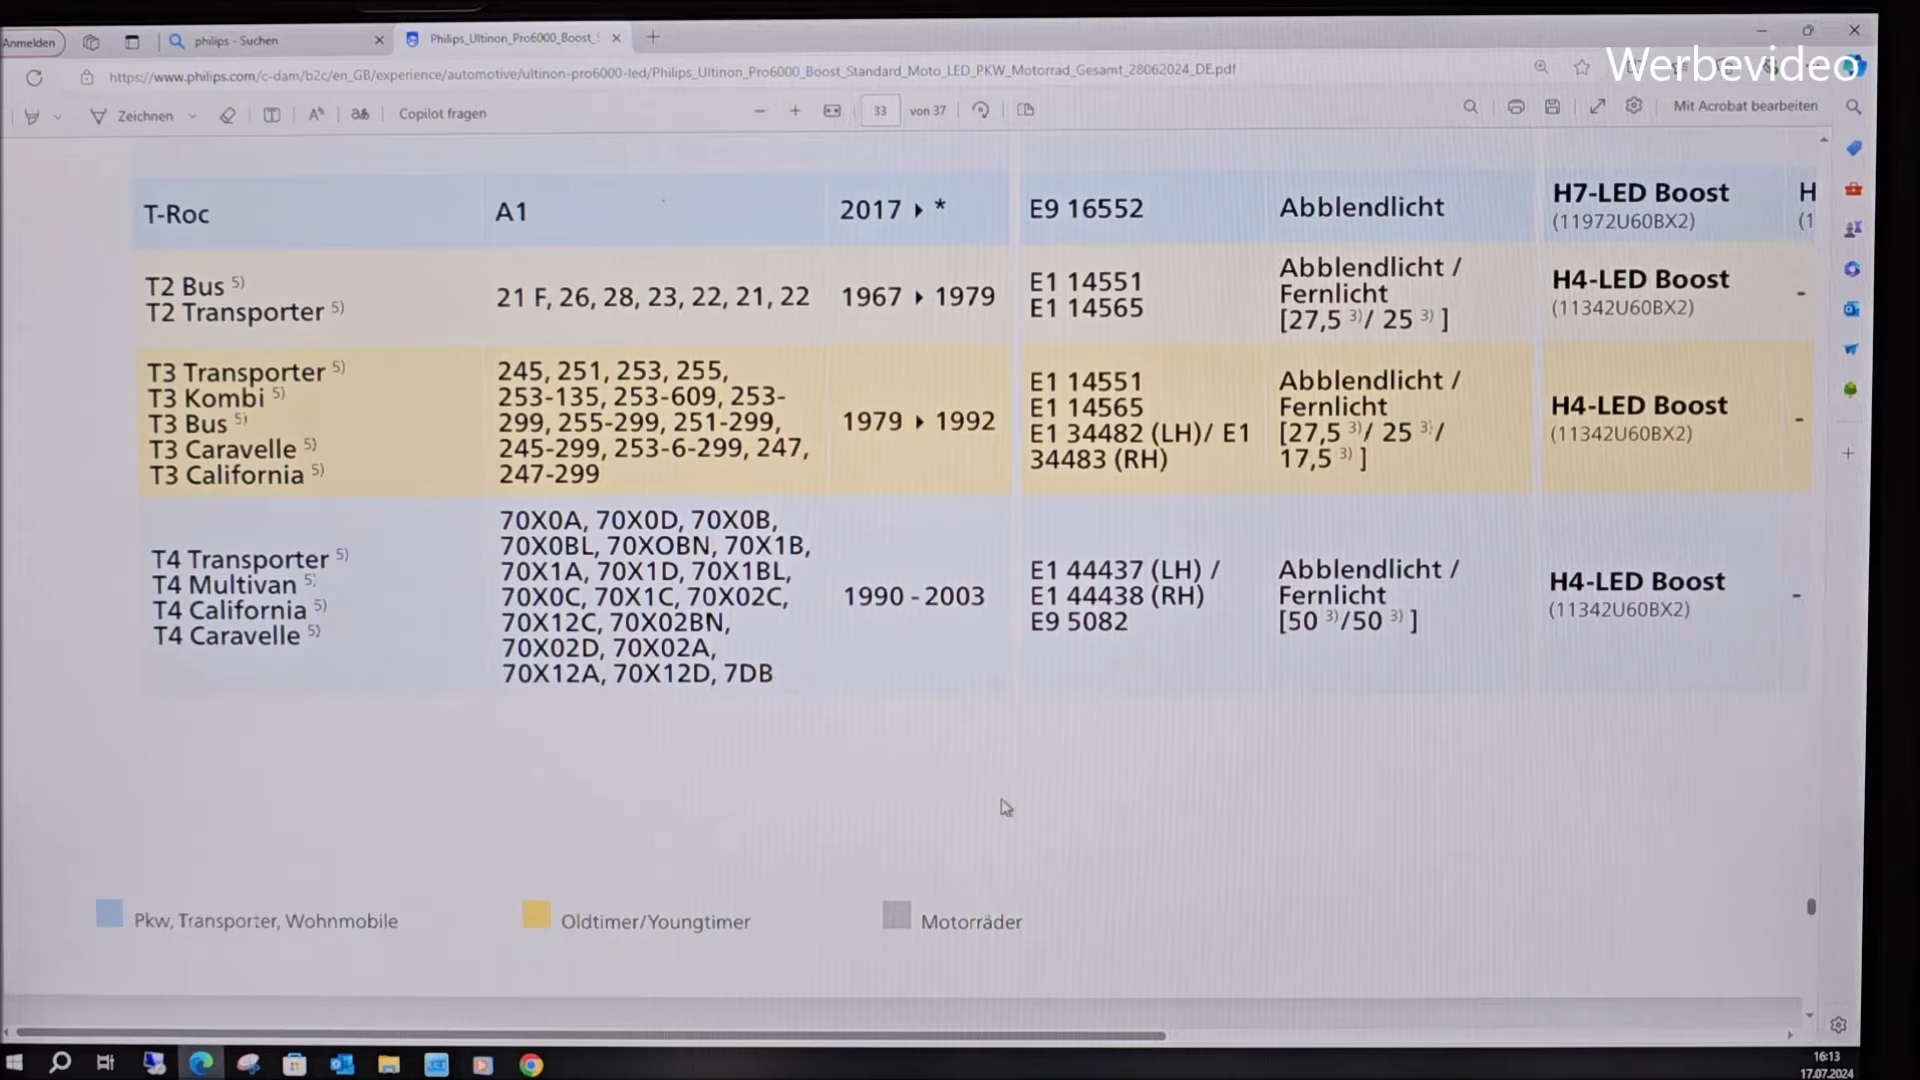 Anmelden
philips - Suchen
Philips_Ultinon_Pro6000_Boost_S
Werbevideo
https://www.philips.com/c-dam/b2c/en_GB/experience/automotive/ultinon-pro6000-led/Philips_Ultinon_Pro6000_Boost_Standard_Moto_LED_PKW_Motorrad_Gesamt_28062024_DE.pdf
Zeichnen
Copilot fragen
33 von 37
Mit Acrobat bearbeiten
T-Roc
A1
2017 ▸ *
E9 16552
Abblendlicht
H7-LED Boost
(11972U60BX2)
H
(1
T2 Bus 5)
T2 Transporter 5)
21 F, 26, 28, 23, 22, 21, 22
1967 ▸ 1979
E1 14551
E1 14565
Abblendlicht /
Fernlicht
[27,5 3)/ 25 3) ]
H4-LED Boost
(11342U60BX2)
-
T3 Transporter 5)
T3 Kombi 5)
T3 Bus 5)
T3 Caravelle 5)
T3 California 5)
245, 251, 253, 255,
253-135, 253-609, 253-
299, 255-299, 251-299,
245-299, 253-6-299, 247,
247-299
1979 ▸ 1992
E1 14551
E1 14565
E1 34482 (LH)/ E1
34483 (RH)
Abblendlicht /
Fernlicht
[27,5 3)/ 25 3)/
17,5 3) ]
H4-LED Boost
(11342U60BX2)
-
T4 Transporter 5)
T4 Multivan 5)
T4 California 5)
T4 Caravelle 5)
70X0A, 70X0D, 70X0B,
70X0BL, 70XOBN, 70X1B,
70X1A, 70X1D, 70X1BL,
70X0C, 70X1C, 70X02C,
70X12C, 70X02BN,
70X02D, 70X02A,
70X12A, 70X12D, 7DB
1990 - 2003
E1 44437 (LH) /
E1 44438 (RH)
E9 5082
Abblendlicht /
Fernlicht
[50 3)/50 3) ]
H4-LED Boost
(11342U60BX2)
-
Pkw, Transporter, Wohnmobile
Oldtimer/Youngtimer
Motorräder
16:13
17.07.2024